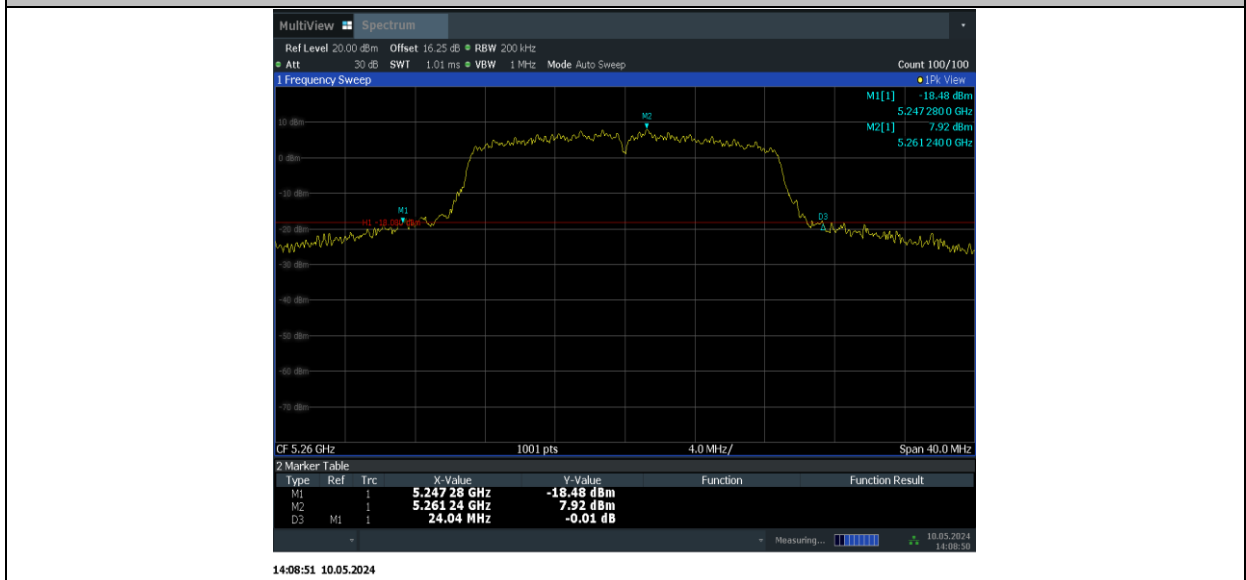 MultiView Spectrum
Ref Level 20.00 dBm Offset 16.25 dB RBW 200 kHz
Att 30 dB SWT 1.01 ms VBW 1 MHz Mode Auto Sweep Count 100/100
1 Frequency Sweep 1Pk View
M1[1] -18.48 dBm
5.247 280 0 GHz
M2
10 dBm
M2[1] 7.92 dBm
5.261 240 0 GHz
0 dBm
-10 dBm
M1
D3
H1
-20 dBm
-30 dBm
-40 dBm
-50 dBm
-60 dBm
-70 dBm
CF 5.26 GHz 1001 pts 4.0 MHz/ Span 40.0 MHz
2 Marker Table
Type Ref Trc X-Value Y-Value Function Function Result
M1 1 5.247 28 GHz -18.48 dBm
M2 1 5.261 24 GHz 7.92 dBm
D3 M1 1 24.04 MHz -0.01 dB
Measuring... 10.05.2024
14:08:50
14:08:51 10.05.2024